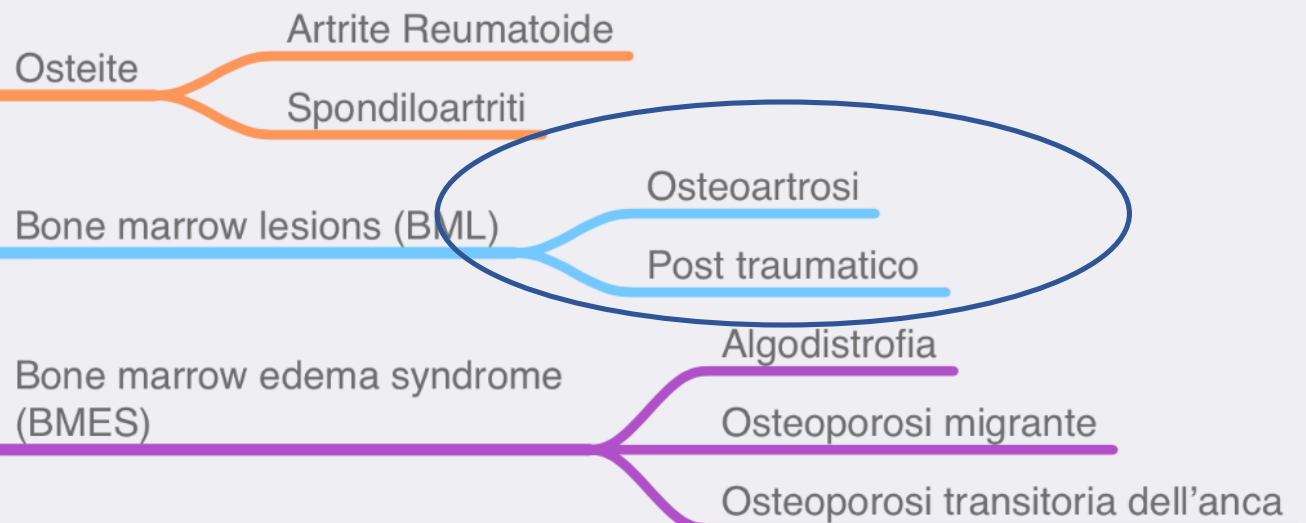 Osteite
Artrite Reumatoide
Spondiloartriti
Bone marrow lesions (BML)
Osteoartrosi
Post traumatico
Bone marrow edema syndrome
(BMES)
Algodistrofia
Osteoporosi migrante
Osteoporosi transitoria dell’anca